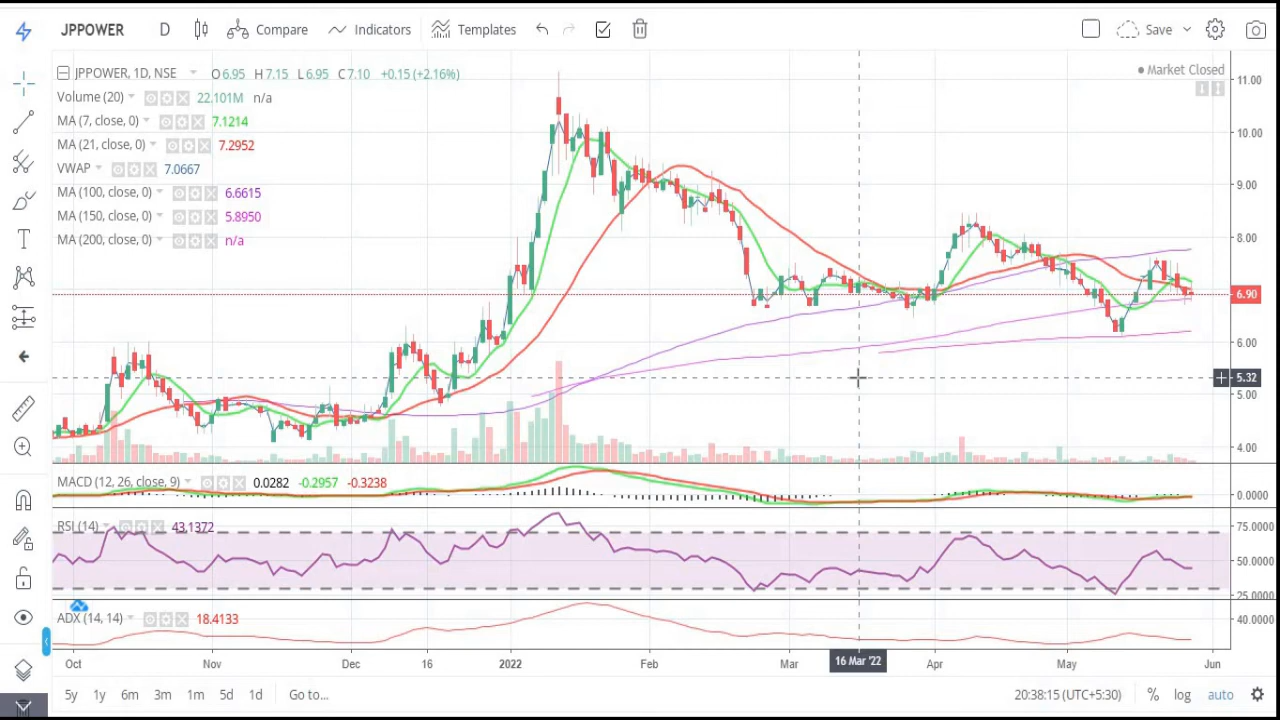 JPPOWER D Compare Indicators Templates Save
JPPOWER, 1D, NSE O6.95 H7.15 L6.95 C7.10 +0.15 (+2.16%)
Market Closed
Volume (20) 22.101M n/a
MA (7, close, 0) 7.1214
MA (21, close, 0) 7.2952
VWAP 7.0667
MA (100, close, 0) 6.6615
MA (150, close, 0) 5.8950
MA (200, close, 0) n/a
11.00
10.00
9.00
8.00
6.90
6.00
5.32
5.00
4.00
MACD (12, 26, close, 9) 0.0282 -0.2957 -0.3238
0.0000
RSI (14) 43.1372
75.0000
50.0000
25.0000
ADX (14, 14) 18.4133
40.0000
Oct Nov Dec 16 2022 Feb Mar 16 Mar '22 Apr May Jun
5y 1y 6m 3m 1m 5d 1d Go to... 20:38:15 (UTC+5:30) % log auto